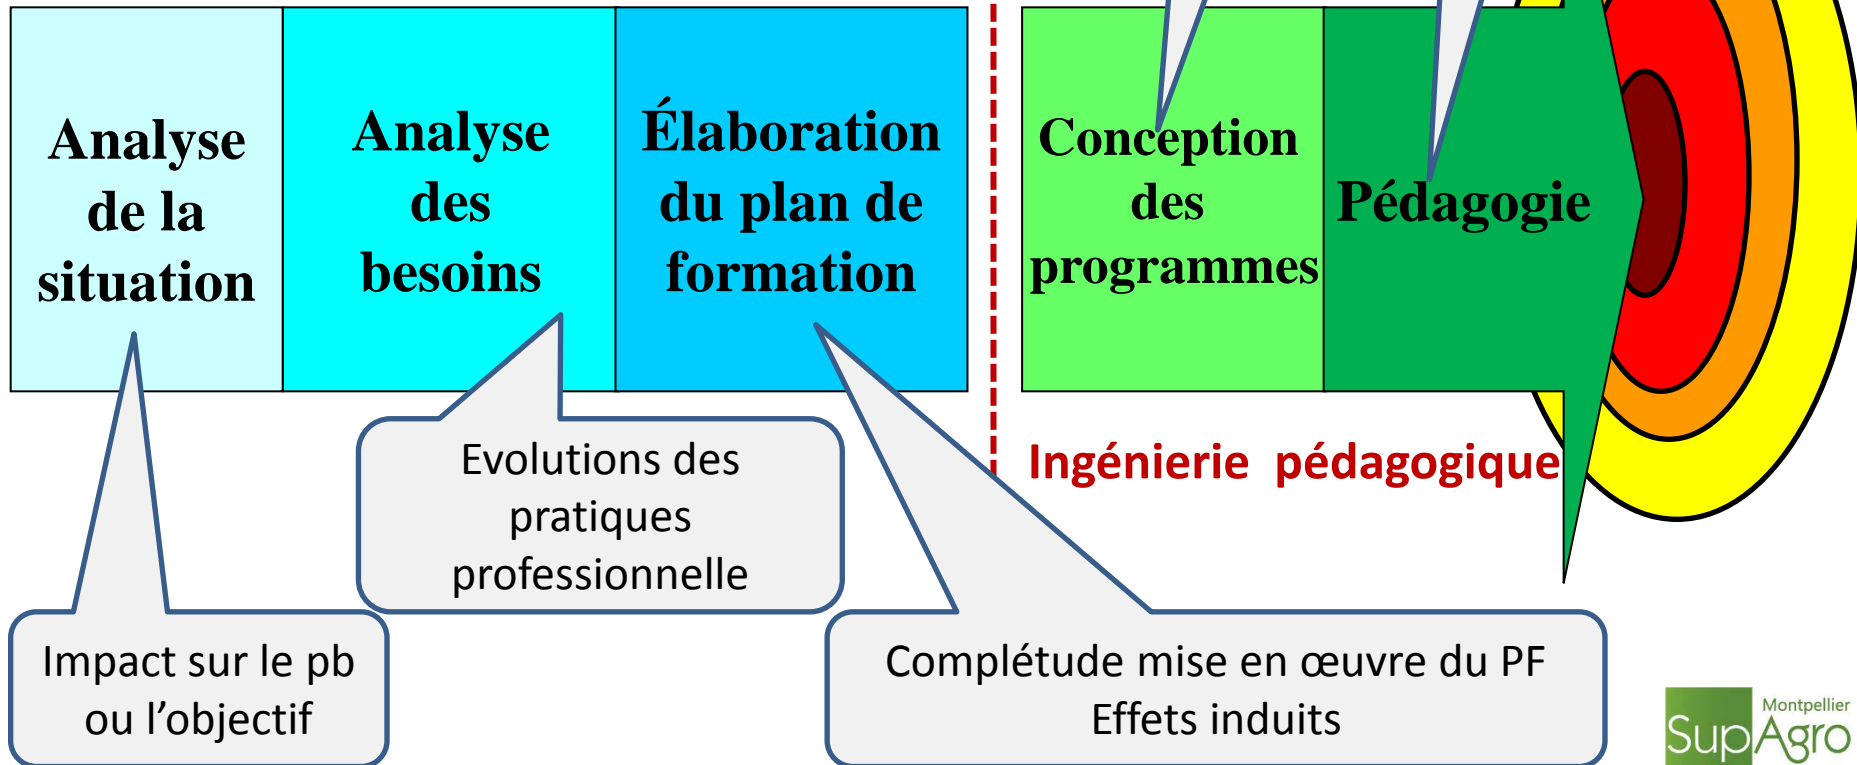 Analyse
de la
situation
Analyse
des
besoins
Élaboration
du plan de
formation
Conception
des
programmes
Pédagogie
Ingénierie pédagogique
Evolutions des
pratiques
professionnelle
Impact sur le pb
ou l’objectif
Complétude mise en œuvre du PF
Effets induits
Montpellier
SupAgro